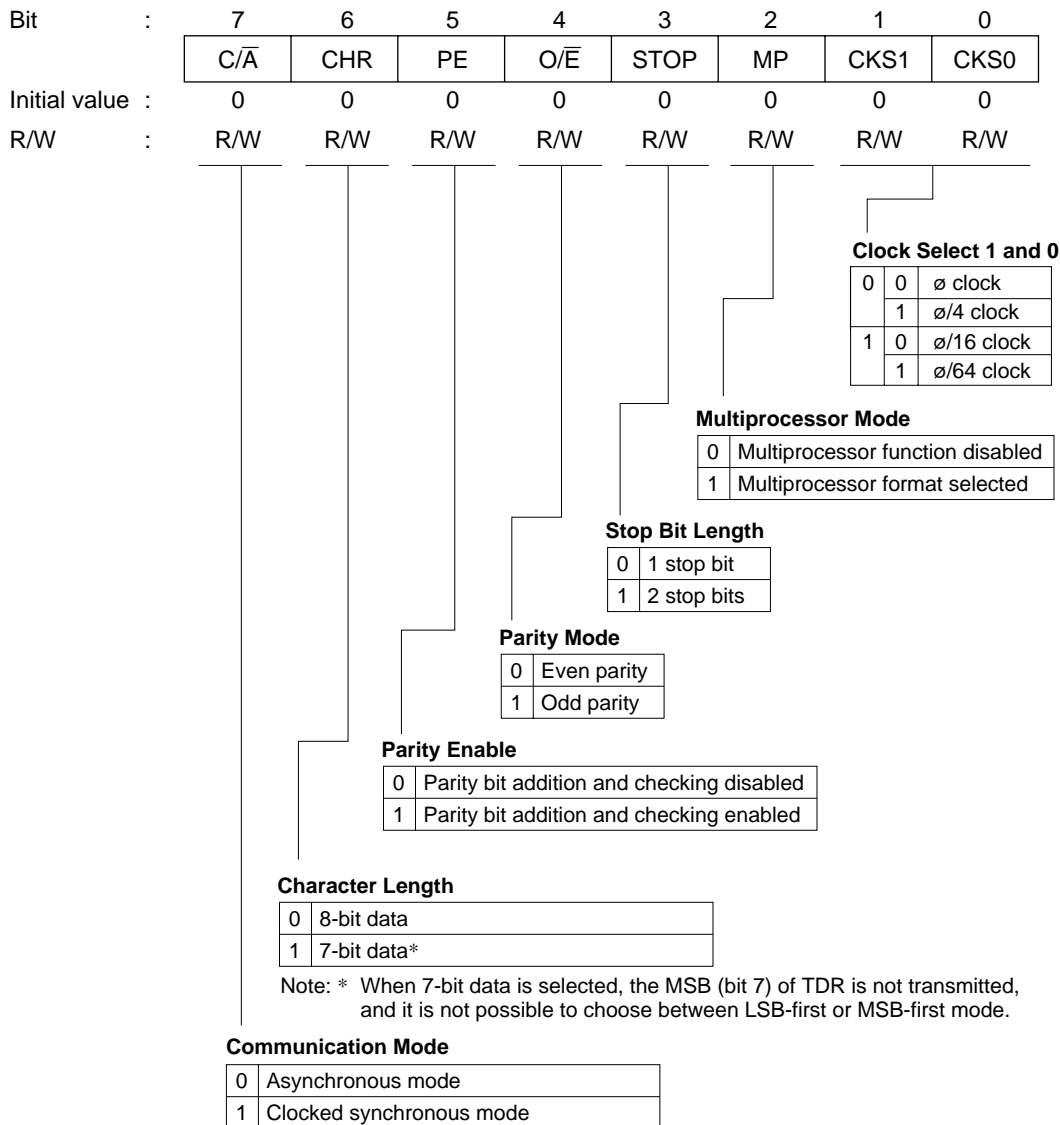 Bit : 7 6 5 4 3 2 1 0
C/A̅ CHR PE O/E̅ STOP MP CKS1 CKS0
Initial value : 0 0 0 0 0 0 0 0
R/W : R/W R/W R/W R/W R/W R/W R/W R/W
Clock Select 1 and 0
0 0 ø clock
1 ø/4 clock
1 0 ø/16 clock
1 ø/64 clock
Multiprocessor Mode
0 Multiprocessor function disabled
1 Multiprocessor format selected
Stop Bit Length
0 1 stop bit
1 2 stop bits
Parity Mode
0 Even parity
1 Odd parity
Parity Enable
0 Parity bit addition and checking disabled
1 Parity bit addition and checking enabled
Character Length
0 8-bit data
1 7-bit data*
Note: * When 7-bit data is selected, the MSB (bit 7) of TDR is not transmitted,
and it is not possible to choose between LSB-first or MSB-first mode.
Communication Mode
0 Asynchronous mode
1 Clocked synchronous mode